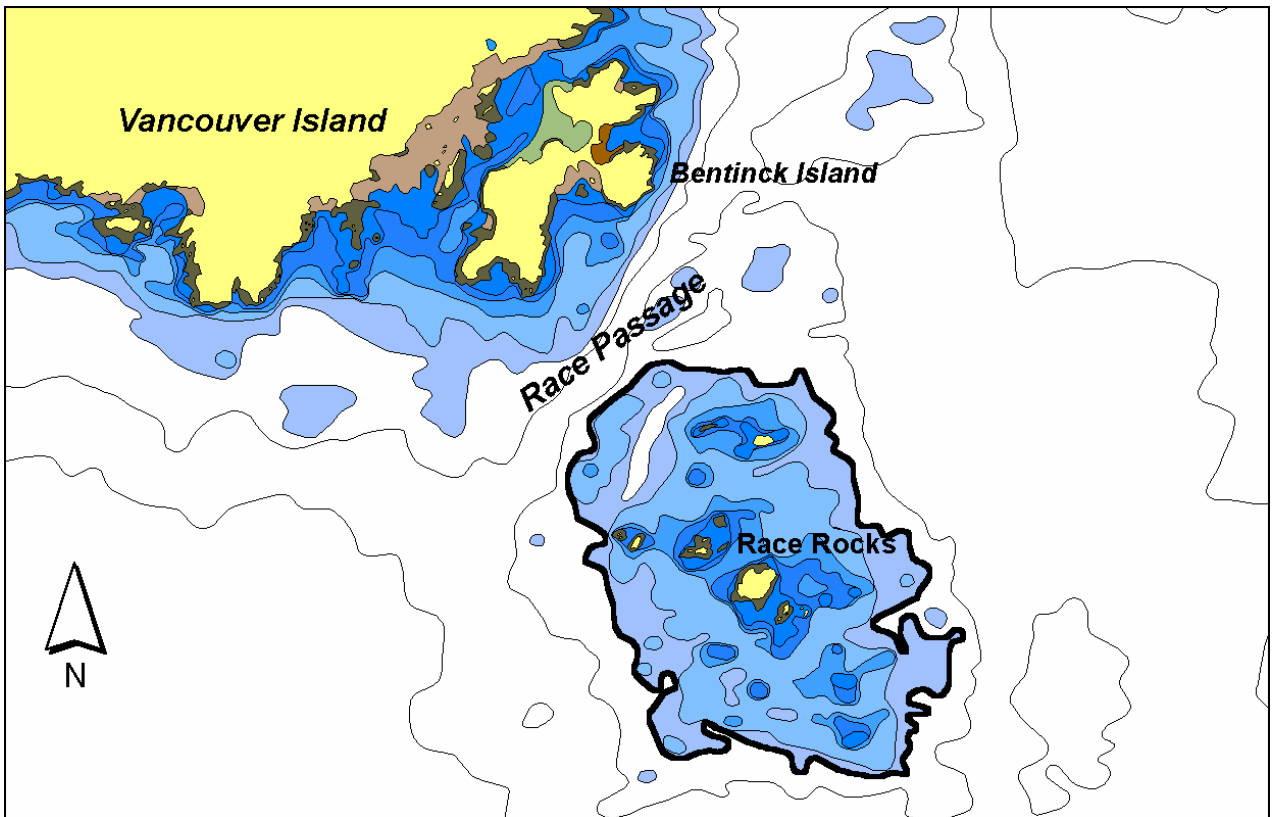 Vancouver Island
Bentinck Island
Race Passage
Race Rocks
N